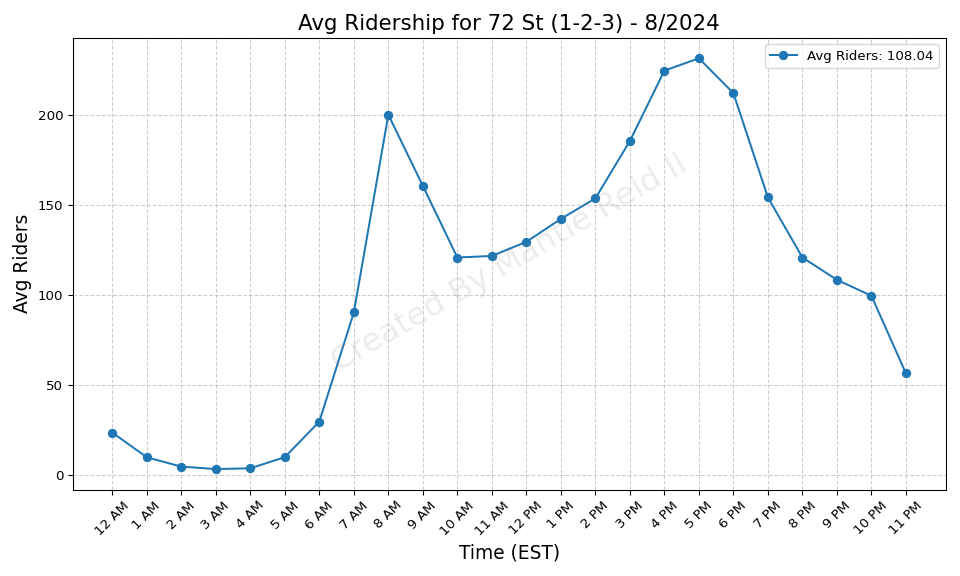 Avg Ridership for 72 St (1-2-3) - 8/2024
Avg Riders: 108.04
Avg Riders
200
150
100
50
0
Created By Mantie Reid II
12 AM
1 AM
2 AM
3 AM
4 AM
5 AM
6 AM
7 AM
8 AM
9 AM
10 AM
11 AM
12 PM
1 PM
2 PM
3 PM
4 PM
5 PM
6 PM
7 PM
8 PM
9 PM
10 PM
11 PM
Time (EST)